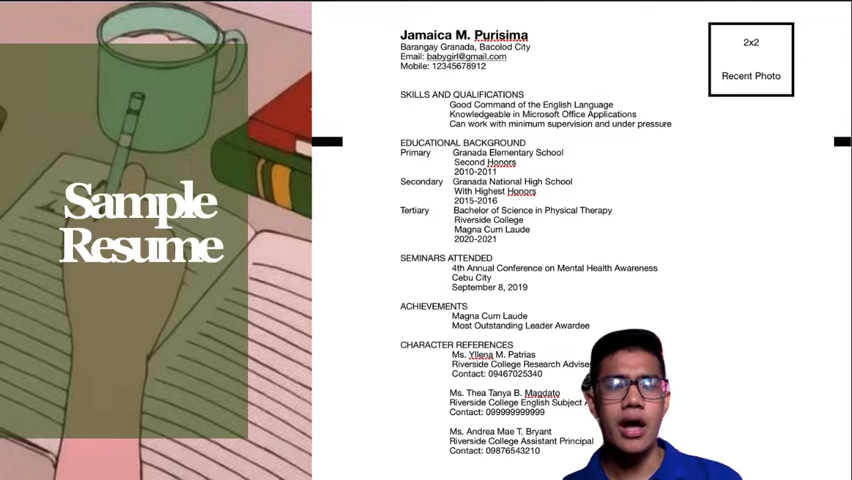 Sample
Resume
Jamaica M. Purisima
Barangay Granada, Bacolod City
Email: babygirl@gmail.com
Mobile: 12345678912
2x2
Recent Photo
SKILLS AND QUALIFICATIONS
Good Command of the English Language
Knowledgeable in Microsoft Office Applications
Can work with minimum supervision and under pressure
EDUCATIONAL BACKGROUND
Primary Granada Elementary School
Second Honors
2010-2011
Secondary Granada National High School
With Highest Honors
2015-2016
Tertiary Bachelor of Science in Physical Therapy
Riverside College
Magna Cum Laude
2020-2021
SEMINARS ATTENDED
4th Annual Conference on Mental Health Awareness
Cebu City
September 8, 2019
ACHIEVEMENTS
Magna Cum Laude
Most Outstanding Leader Awardee
CHARACTER REFERENCES
Ms. Yllena M. Patrias
Riverside College Research
Contact: 09467025340
Ms. Thea Tanya B. Magdato
Riverside College English Subject
Contact: 099999999999
Ms. Andrea Mae T. Bryant
Riverside College Assistant Principal
Contact: 09876543210